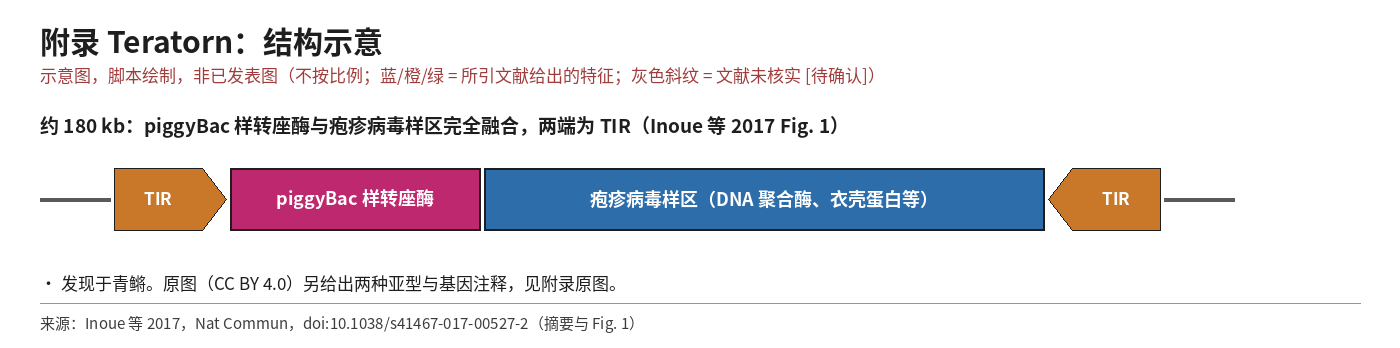 附录 Teratorn：结构示意
示意图，脚本绘制，非已发表图（不按比例；蓝/橙/绿 = 所引文献给出的特征；灰色斜纹 = 文献未核实 [待确认]）
约 180 kb：piggyBac 样转座酶与疱疹病毒样区完全融合，两端为 TIR（Inoue 等 2017 Fig. 1）
TIR
piggyBac 样转座酶
疱疹病毒样区（DNA 聚合酶、衣壳蛋白等）
TIR
· 发现于青鳉。原图（CC BY 4.0）另给出两种亚型与基因注释，见附录原图。
来源：Inoue 等 2017，Nat Commun，doi:10.1038/s41467-017-00527-2（摘要与 Fig. 1）